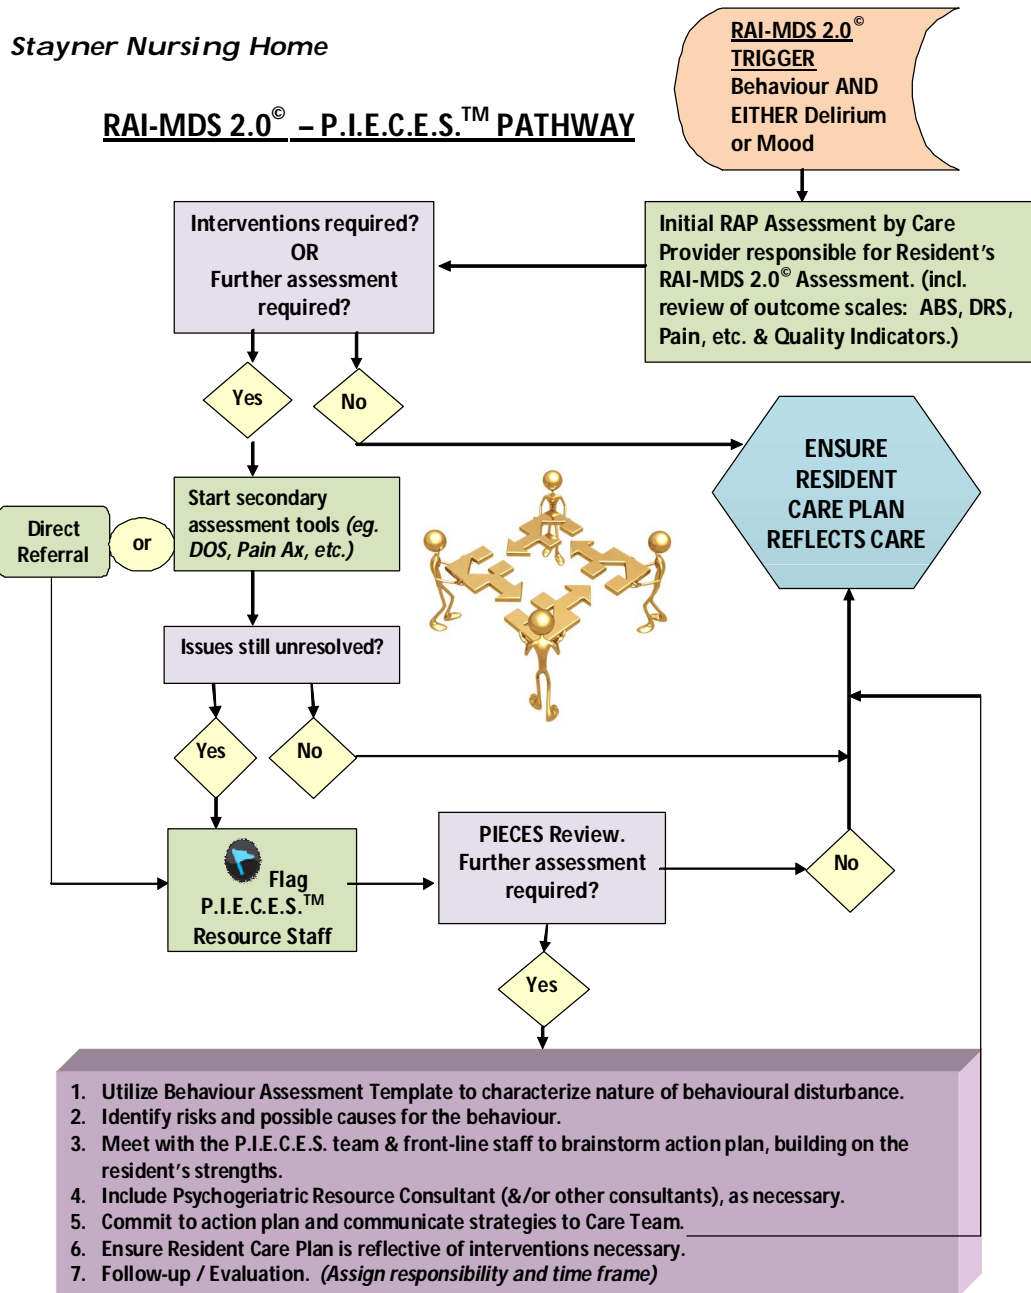 Stayner Nursing Home
RAI-MDS 2.0© – P.I.E.C.E.S.™ PATHWAY
RAI-MDS 2.0©
TRIGGER
Behaviour AND
EITHER Delirium
or Mood
Initial RAP Assessment by Care
Provider responsible for Resident's
RAI-MDS 2.0© Assessment. (incl.
review of outcome scales: ABS, DRS,
Pain, etc. & Quality Indicators.)
Interventions required?
OR
Further assessment
required?
Yes
No
ENSURE
RESIDENT
CARE PLAN
REFLECTS CARE
Direct
Referral
or
Start secondary
assessment tools (eg.
DOS, Pain Ax, etc.)
Issues still unresolved?
Yes
No
Flag
P.I.E.C.E.S.™
Resource Staff
PIECES Review.
Further assessment
required?
No
Yes
1. Utilize Behaviour Assessment Template to characterize nature of behavioural disturbance.
2. Identify risks and possible causes for the behaviour.
3. Meet with the P.I.E.C.E.S. team & front-line staff to brainstorm action plan, building on the
resident's strengths.
4. Include Psychogeriatric Resource Consultant (&/or other consultants), as necessary.
5. Commit to action plan and communicate strategies to Care Team.
6. Ensure Resident Care Plan is reflective of interventions necessary.
7. Follow-up / Evaluation. (Assign responsibility and time frame)